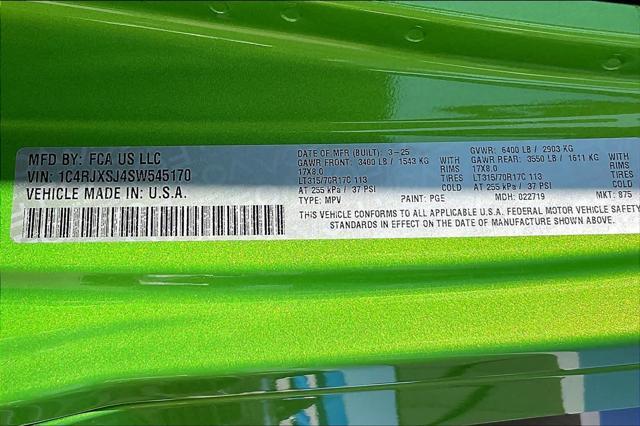 MFD BY: FCA US LLC
VIN: 1C4RJXSJ4SW545170
VEHICLE MADE IN: U.S.A.
DATE OF MFR (BUILT): 3-25 GVWR: 6400 LB / 2903 KG
GAWR FRONT: 3400 LB / 1543 KG WITH GAWR REAR: 3550 LB / 1611 KG WITH
17X8.0 RIMS 17X8.0 RIMS
LT315/70R17C 113 TIRES LT315/70R17C 113 TIRES
AT 255 kPa / 37 PSI COLD AT 255 kPa / 37 PSI COLD
TYPE: MPV PAINT: PGE MDH: 022719 MKT: 875
THIS VEHICLE CONFORMS TO ALL APPLICABLE U.S.A. FEDERAL MOTOR VEHICLE SAFETY
STANDARDS IN EFFECT ON THE DATE OF MANUFACTURE SHOWN ABOVE.